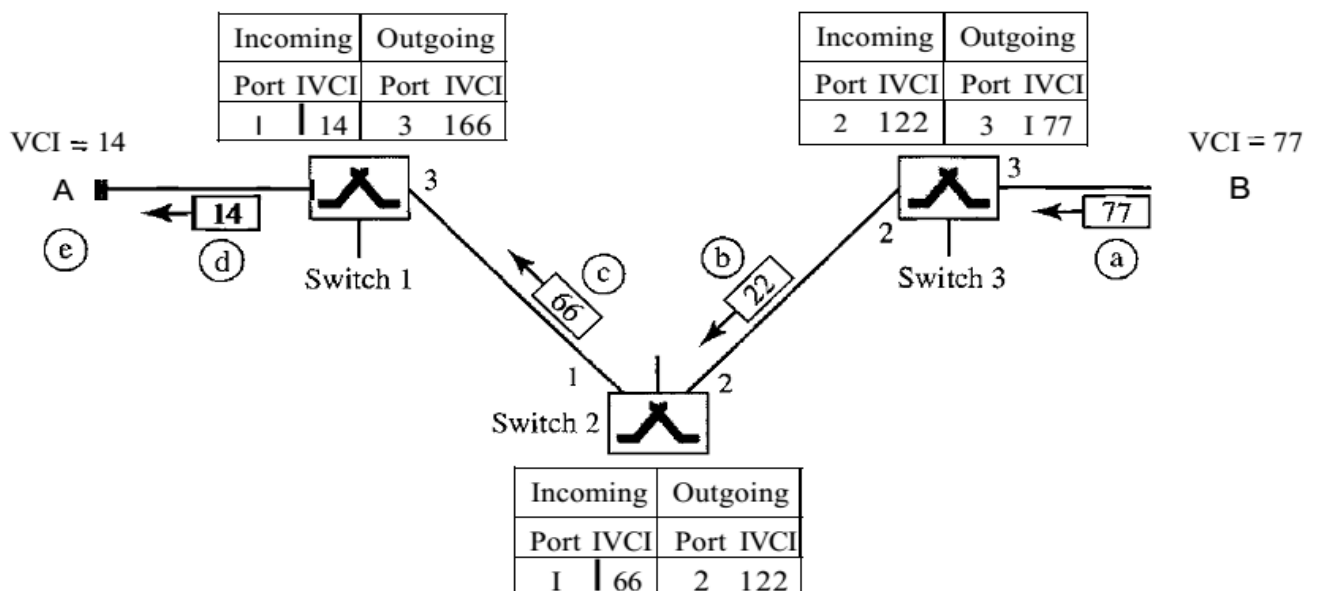 Incoming Outgoing
Port IVCI Port IVCI
I 14 3 166
Incoming Outgoing
Port IVCI Port IVCI
2 122 3 I 77
VCI = 14
VCI = 77
A
3
3
B
14
77
2
e
d
Switch 1
c
b
Switch 3
a
66
22
1
2
Switch 2
Incoming Outgoing
Port IVCI Port IVCI
I 66 2 122